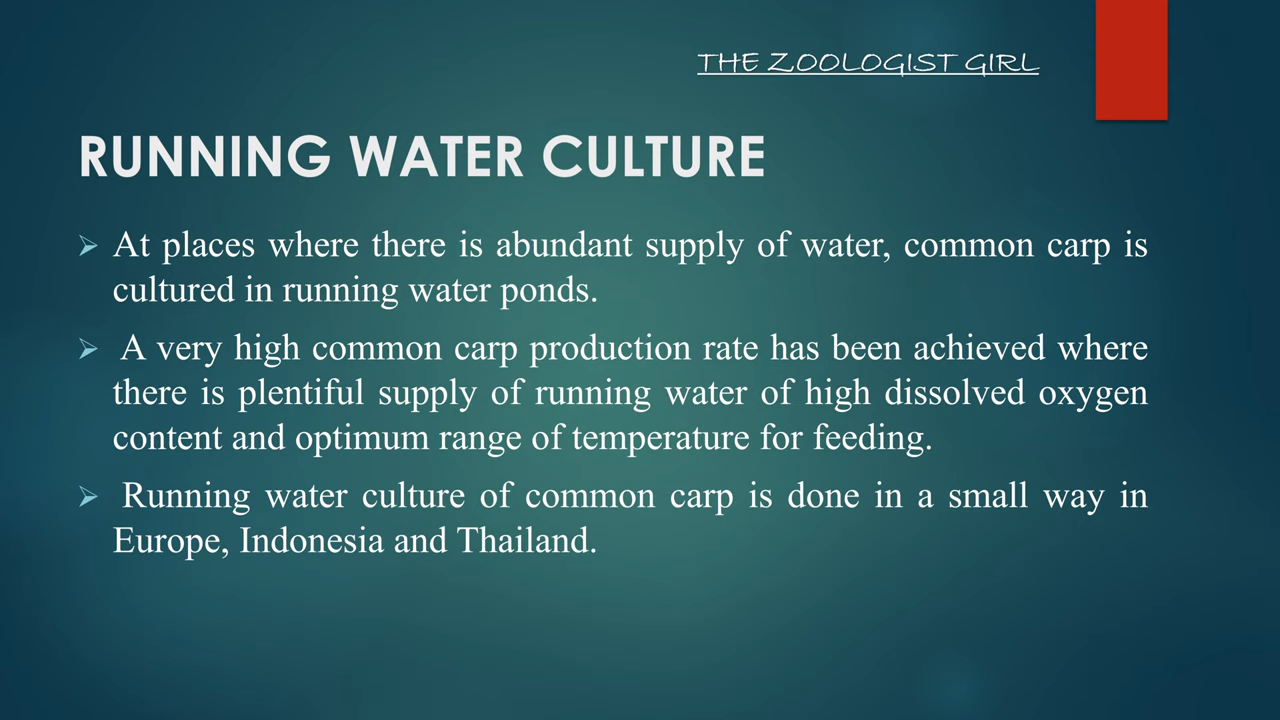 THE ZOOLOGIST GIRL
RUNNING WATER CULTURE
At places where there is abundant supply of water, common carp is
cultured in running water ponds.
A very high common carp production rate has been achieved where
there is plentiful supply of running water of high dissolved oxygen
content and optimum range of temperature for feeding.
Running water culture of common carp is done in a small way in
Europe, Indonesia and Thailand.